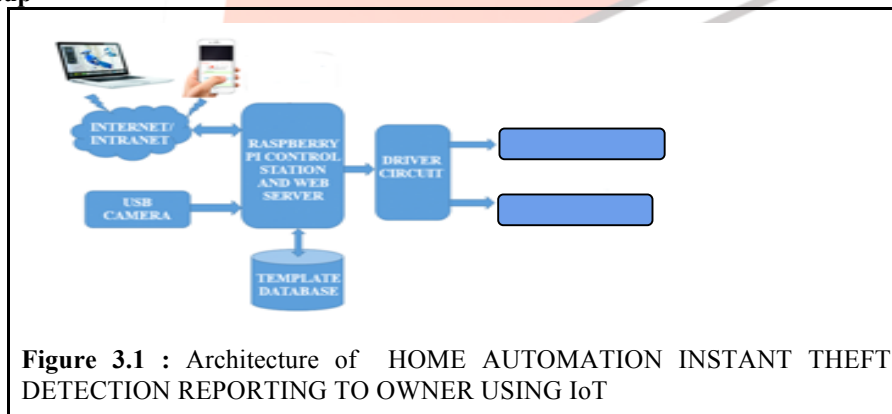 INTERNET/
INTRANET
RASPBERRY
PI CONTROL
STATION
AND WEB
SERVER
DRIVER
CIRCUIT
USB
CAMERA
TEMPLATE
DATABASE
Figure 3.1 : Architecture of HOME AUTOMATION INSTANT THEFT
DETECTION REPORTING TO OWNER USING IoT